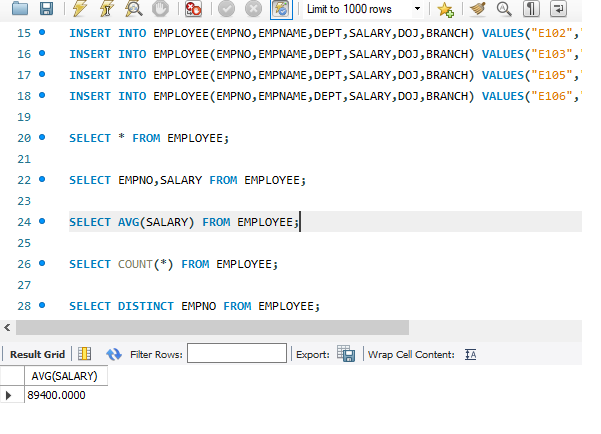 Limit to 1000 rows
15 INSERT INTO EMPLOYEE(EMPNO,EMPNAME,DEPT,SALARY,DOJ,BRANCH) VALUES("E102","
16 INSERT INTO EMPLOYEE(EMPNO,EMPNAME,DEPT,SALARY,DOJ,BRANCH) VALUES("E103","
17 INSERT INTO EMPLOYEE(EMPNO,EMPNAME,DEPT,SALARY,DOJ,BRANCH) VALUES("E105","
18 INSERT INTO EMPLOYEE(EMPNO,EMPNAME,DEPT,SALARY,DOJ,BRANCH) VALUES("E106","
19
20 SELECT * FROM EMPLOYEE;
21
22 SELECT EMPNO,SALARY FROM EMPLOYEE;
23
24 SELECT AVG(SALARY) FROM EMPLOYEE;
25
26 SELECT COUNT(*) FROM EMPLOYEE;
27
28 SELECT DISTINCT EMPNO FROM EMPLOYEE;
Result Grid Filter Rows: Export: Wrap Cell Content: IA
AVG(SALARY)
89400.0000